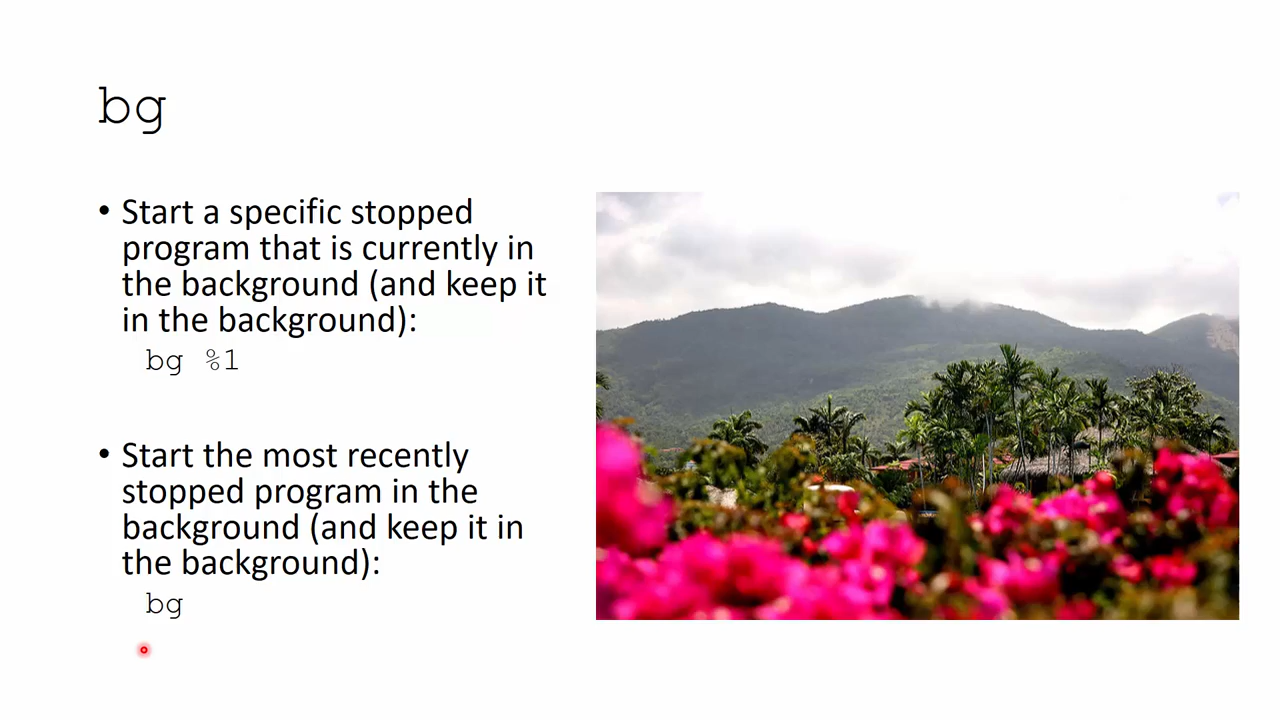 bg
• Start a specific stopped
program that is currently in
the background (and keep it
in the background):
bg %1
• Start the most recently
stopped program in the
background (and keep it in
the background):
bg